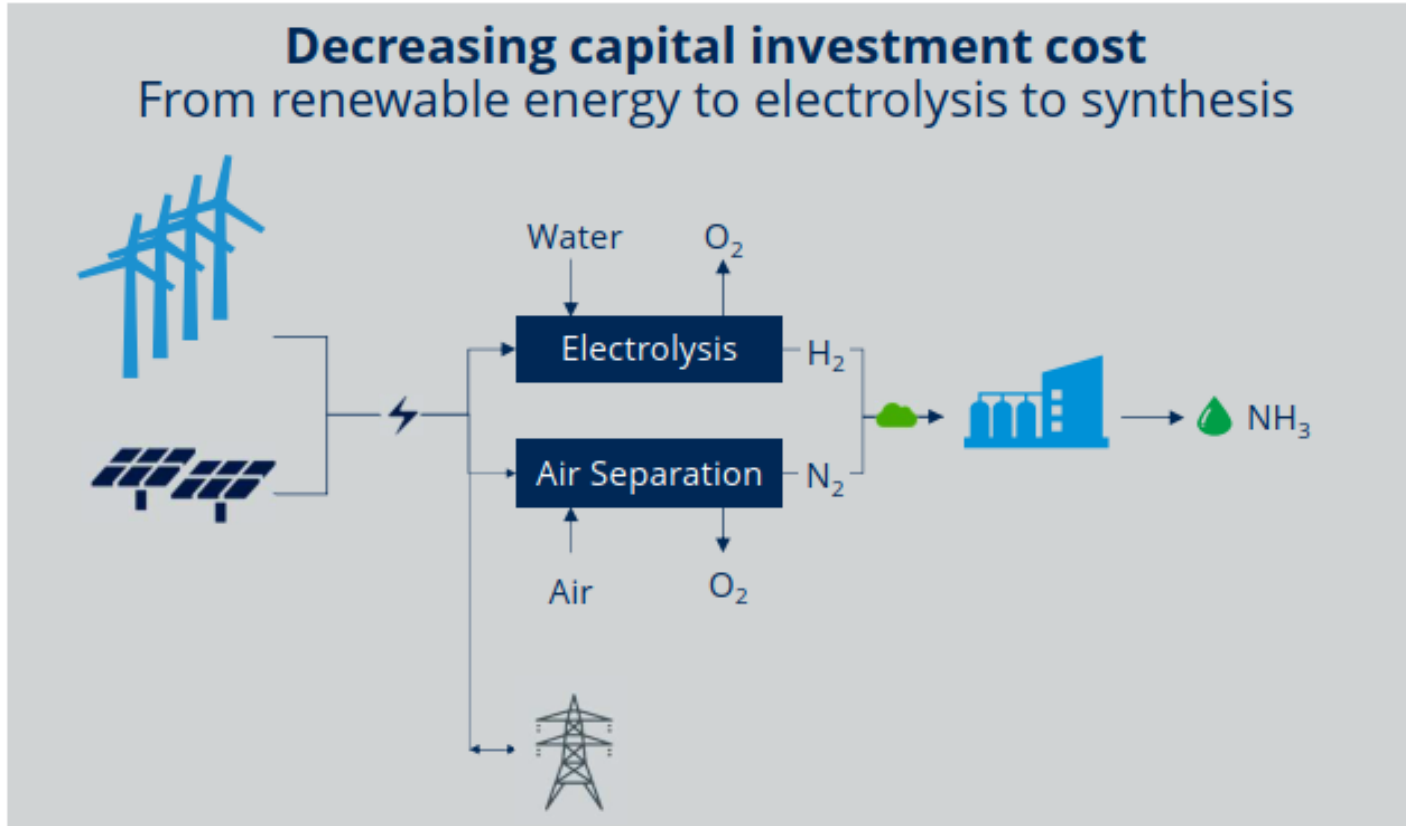 Decreasing capital investment cost
From renewable energy to electrolysis to synthesis
Water
O₂
Electrolysis
H₂
Air Separation
N₂
NH₃
Air
O₂